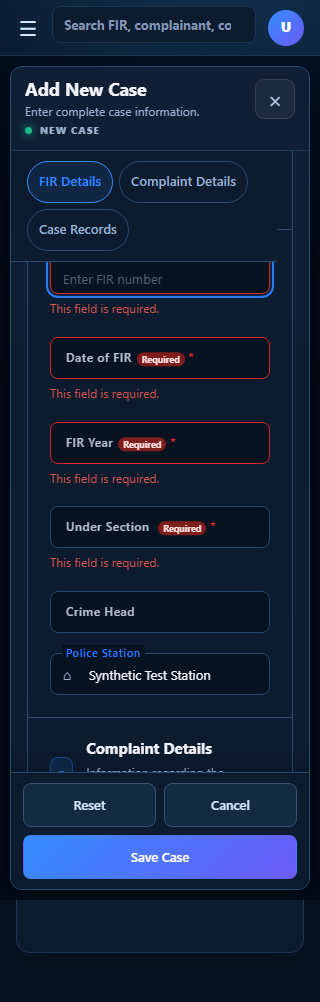 Search FIR, complainant, co
U
Add New Case
Enter complete case information.
NEW CASE
FIR Details
Complaint Details
Case Records
Enter FIR number
This field is required.
Date of FIR Required *
This field is required.
FIR Year Required *
This field is required.
Under Section Required *
This field is required.
Crime Head
Police Station
Synthetic Test Station
Complaint Details
Information regarding the
Reset
Cancel
Save Case